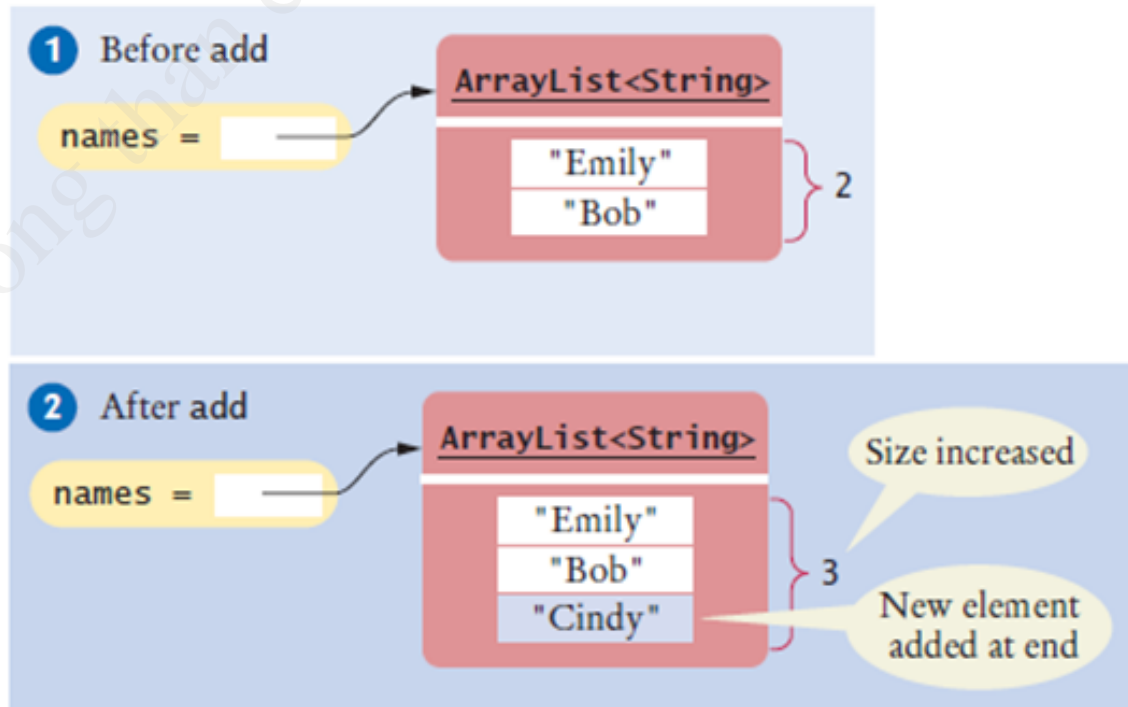 1 Before add
ArrayList<String>
names =
"Emily"
"Bob"
2
2 After add
ArrayList<String>
Size increased
names =
"Emily"
"Bob"
"Cindy"
3
New element
added at end